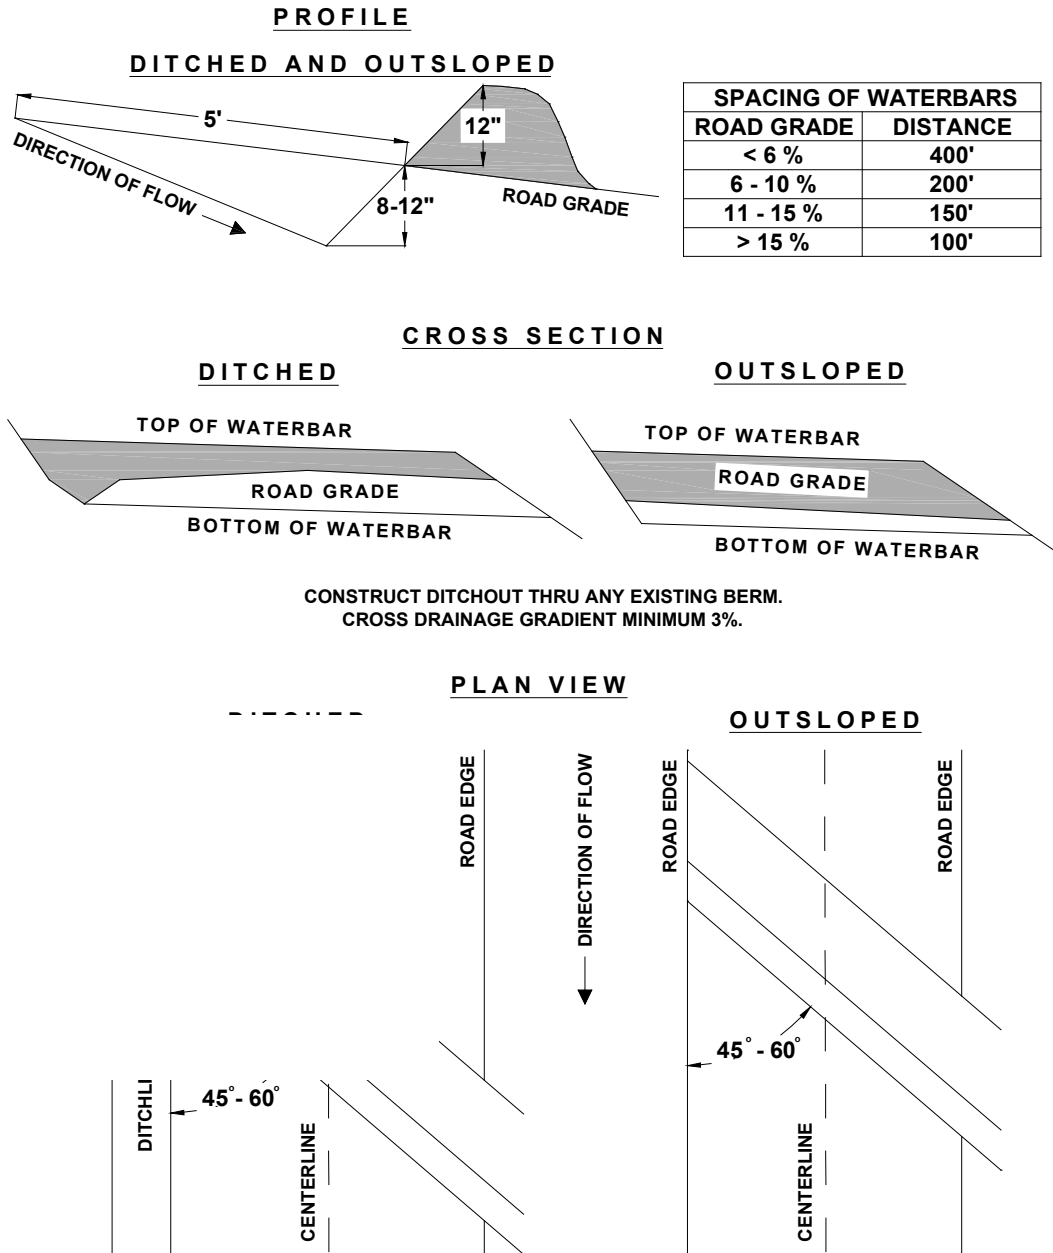 PROFILE
DITCHED AND OUTSLOPED
5'
12"
DIRECTION OF FLOW
8-12"
ROAD GRADE
SPACING OF WATERBARS
ROAD GRADE DISTANCE
< 6 % 400'
6 - 10 % 200'
11 - 15 % 150'
> 15 % 100'
CROSS SECTION
DITCHED
TOP OF WATERBAR
ROAD GRADE
BOTTOM OF WATERBAR
OUTSLOPED
TOP OF WATERBAR
ROAD GRADE
BOTTOM OF WATERBAR
CONSTRUCT DITCHOUT THRU ANY EXISTING BERM.
CROSS DRAINAGE GRADIENT MINIMUM 3%.
PLAN VIEW
OUTSLOPED
ROAD EDGE
DIRECTION OF FLOW
ROAD EDGE
ROAD EDGE
45° - 60°
45° - 60°
DITCHLI
CENTERLINE
CENTERLINE